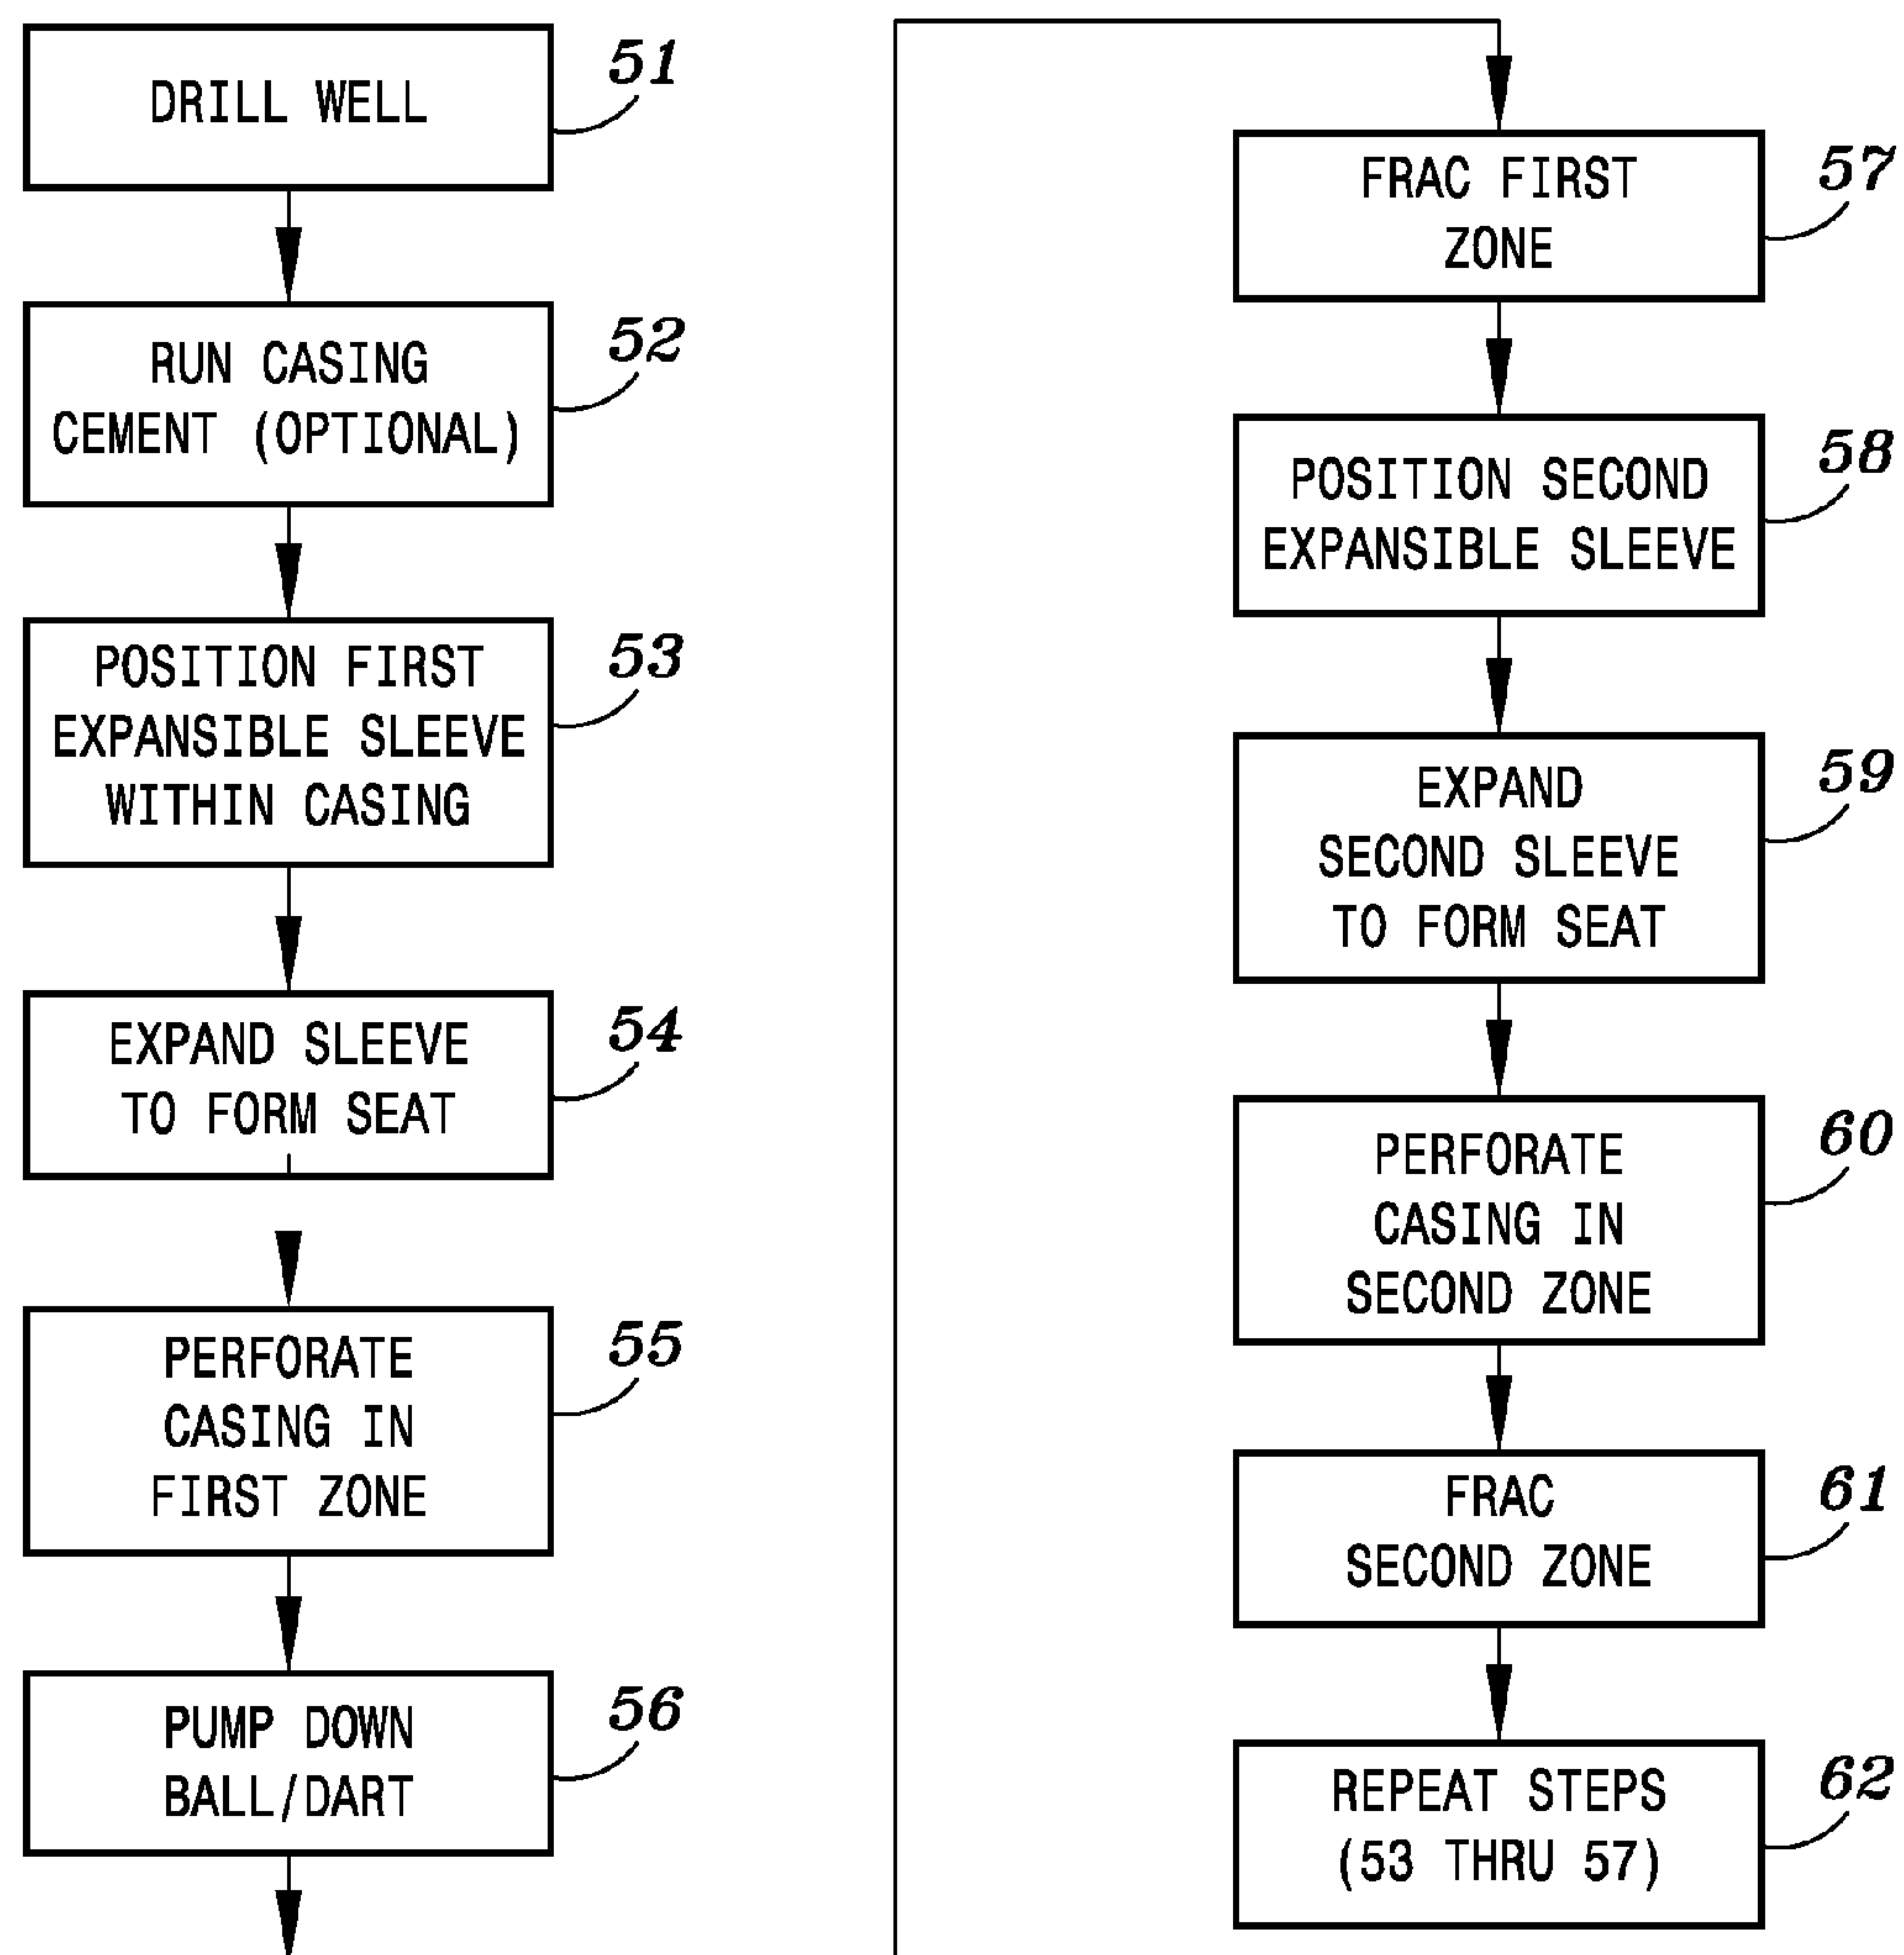 DRILL WELL
51
RUN CASING
CEMENT (OPTIONAL)
52
POSITION FIRST
EXPANSIBLE SLEEVE
WITHIN CASING
53
EXPAND SLEEVE
TO FORM SEAT
54
PERFORATE
CASING IN
FIRST ZONE
55
PUMP DOWN
BALL/DART
56
FRAC FIRST
ZONE
57
POSITION SECOND
EXPANSIBLE SLEEVE
58
EXPAND
SECOND SLEEVE
TO FORM SEAT
59
PERFORATE
CASING IN
SECOND ZONE
60
FRAC
SECOND ZONE
61
REPEAT STEPS
(53 THRU 57)
62